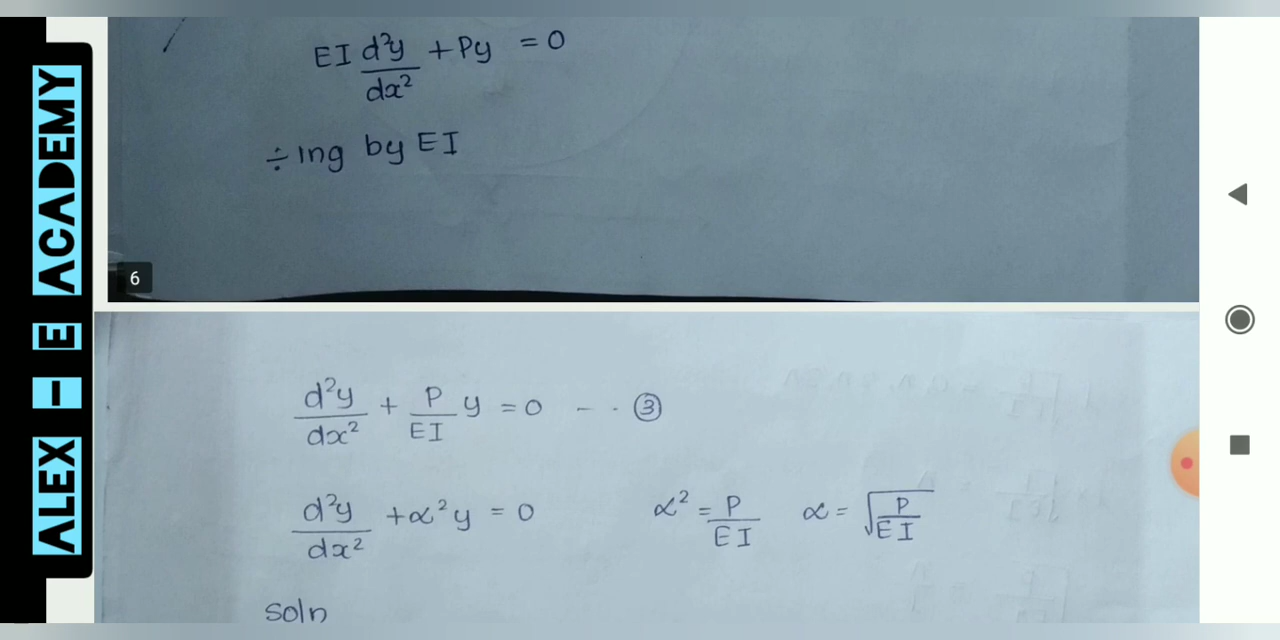 ALEX - E ACADEMY
EI d²y/dx² + Py = 0
÷ing by EI
6
d²y/dx² + P/EI y = 0 - - ③
d²y/dx² + α²y = 0 α² = P/EI α = √P/EI
soln